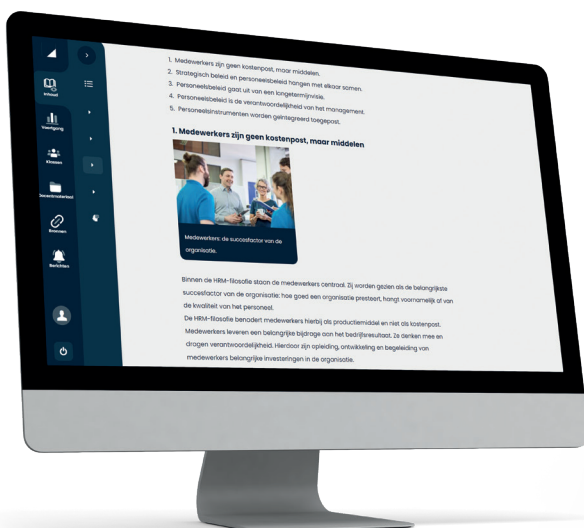 Inhoud
Voortgang
Klassen
Docentmateriaal
Bronnen
Berichten
1. Medewerkers zijn geen kostenpost, maar middelen.
2. Strategisch beleid en personeelsbeleid hangen met elkaar samen.
3. Personeelsbeleid gaat uit van een langetermijnvisie.
4. Personeelsbeleid is de verantwoordelijkheid van het management.
5. Personeelsinstrumenten worden geïntegreerd toegepast.
1. Medewerkers zijn geen kostenpost, maar middelen
Medewerkers: de succesfactor van de
organisatie.
Binnen de HRM-filosofie staan de medewerkers centraal. Zij worden gezien als de belangrijkste
succesfactor van de organisatie: hoe goed een organisatie presteert, hangt voornamelijk af van
de kwaliteit van het personeel.
De HRM-filosofie benadert medewerkers hierbij als productiemiddel en niet als kostenpost.
Medewerkers leveren een belangrijke bijdrage aan het bedrijfsresultaat. Ze denken mee en
dragen verantwoordelijkheid. Hierdoor zijn opleiding, ontwikkeling en begeleiding van
medewerkers belangrijke investeringen in de organisatie.